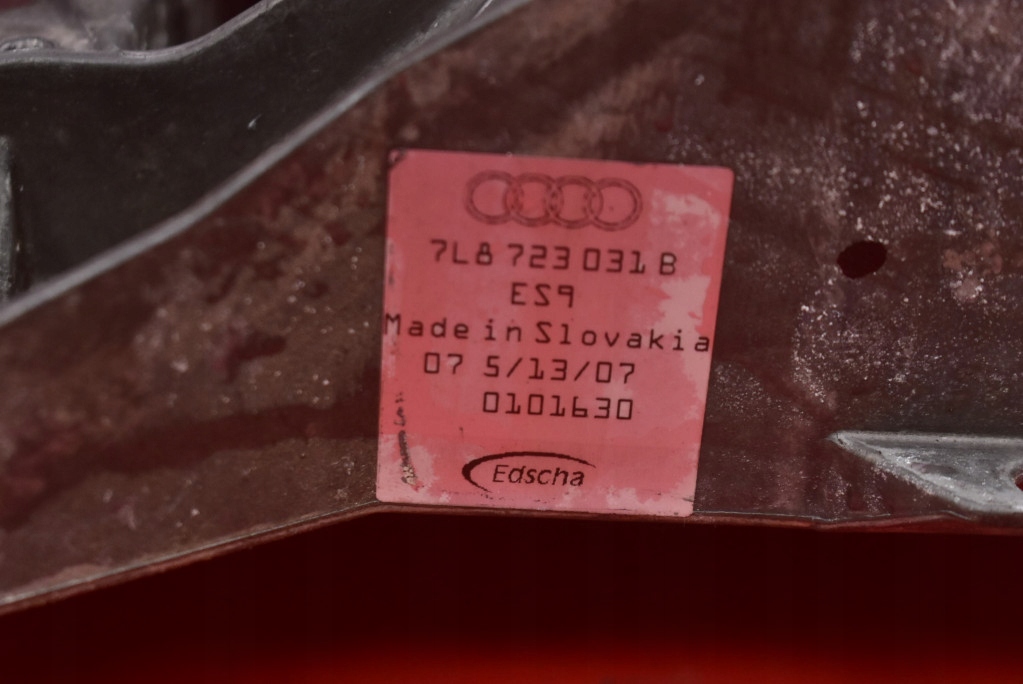 7L8 723 031 B
ES9
Made in Slovakia
07 5/13/07
0101630
Edscha